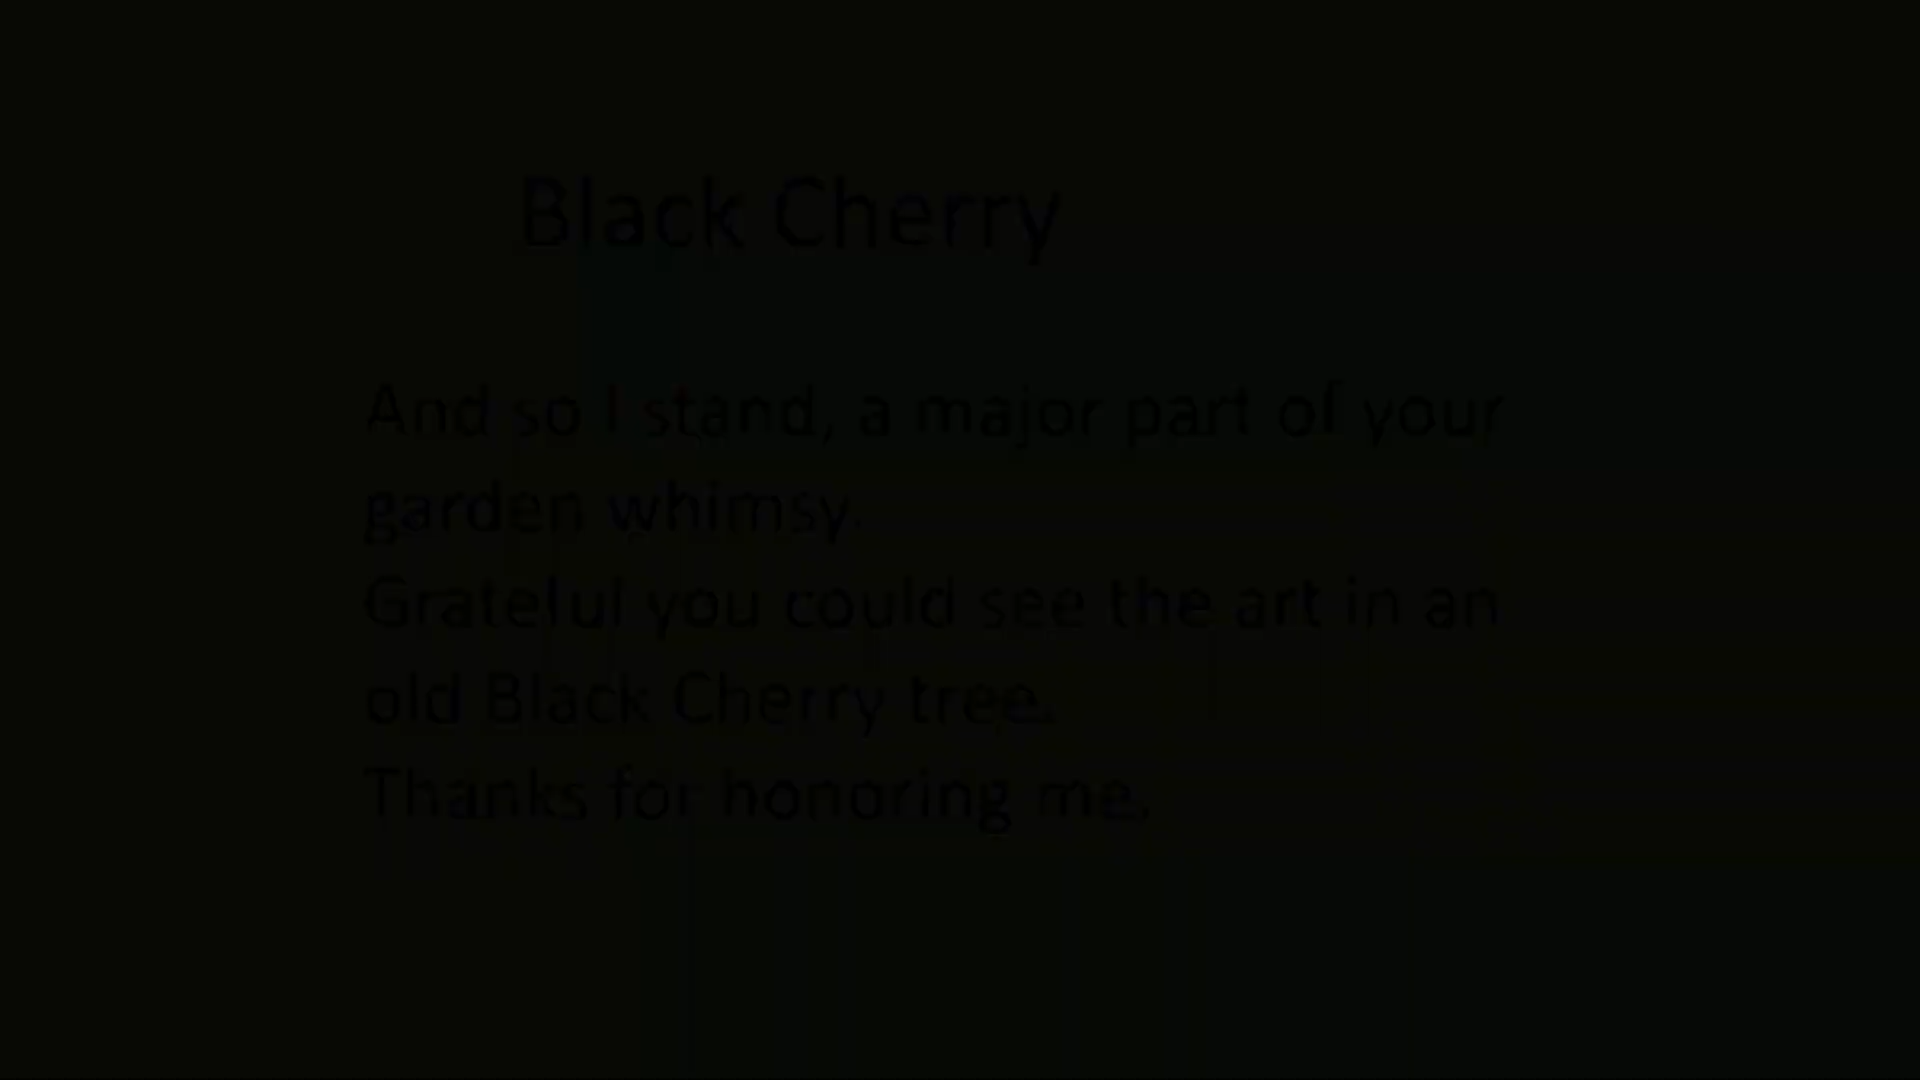 Black Cherry
And so I stand, a major part of your
garden whimsy.
Grateful you could see the art in an
old Black Cherry tree.
Thanks for honoring me.